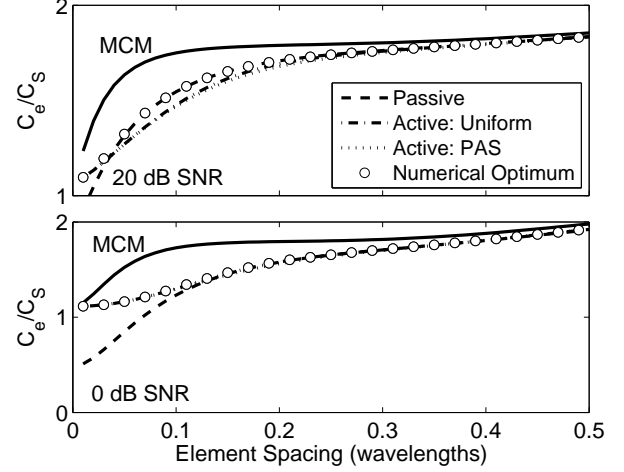 2
MCM
C_e/C_S
Passive
Active: Uniform
Active: PAS
Numerical Optimum
20 dB SNR
1
2
MCM
C_e/C_S
1
0 dB SNR
0
0 0.1 0.2 0.3 0.4 0.5
Element Spacing (wavelengths)